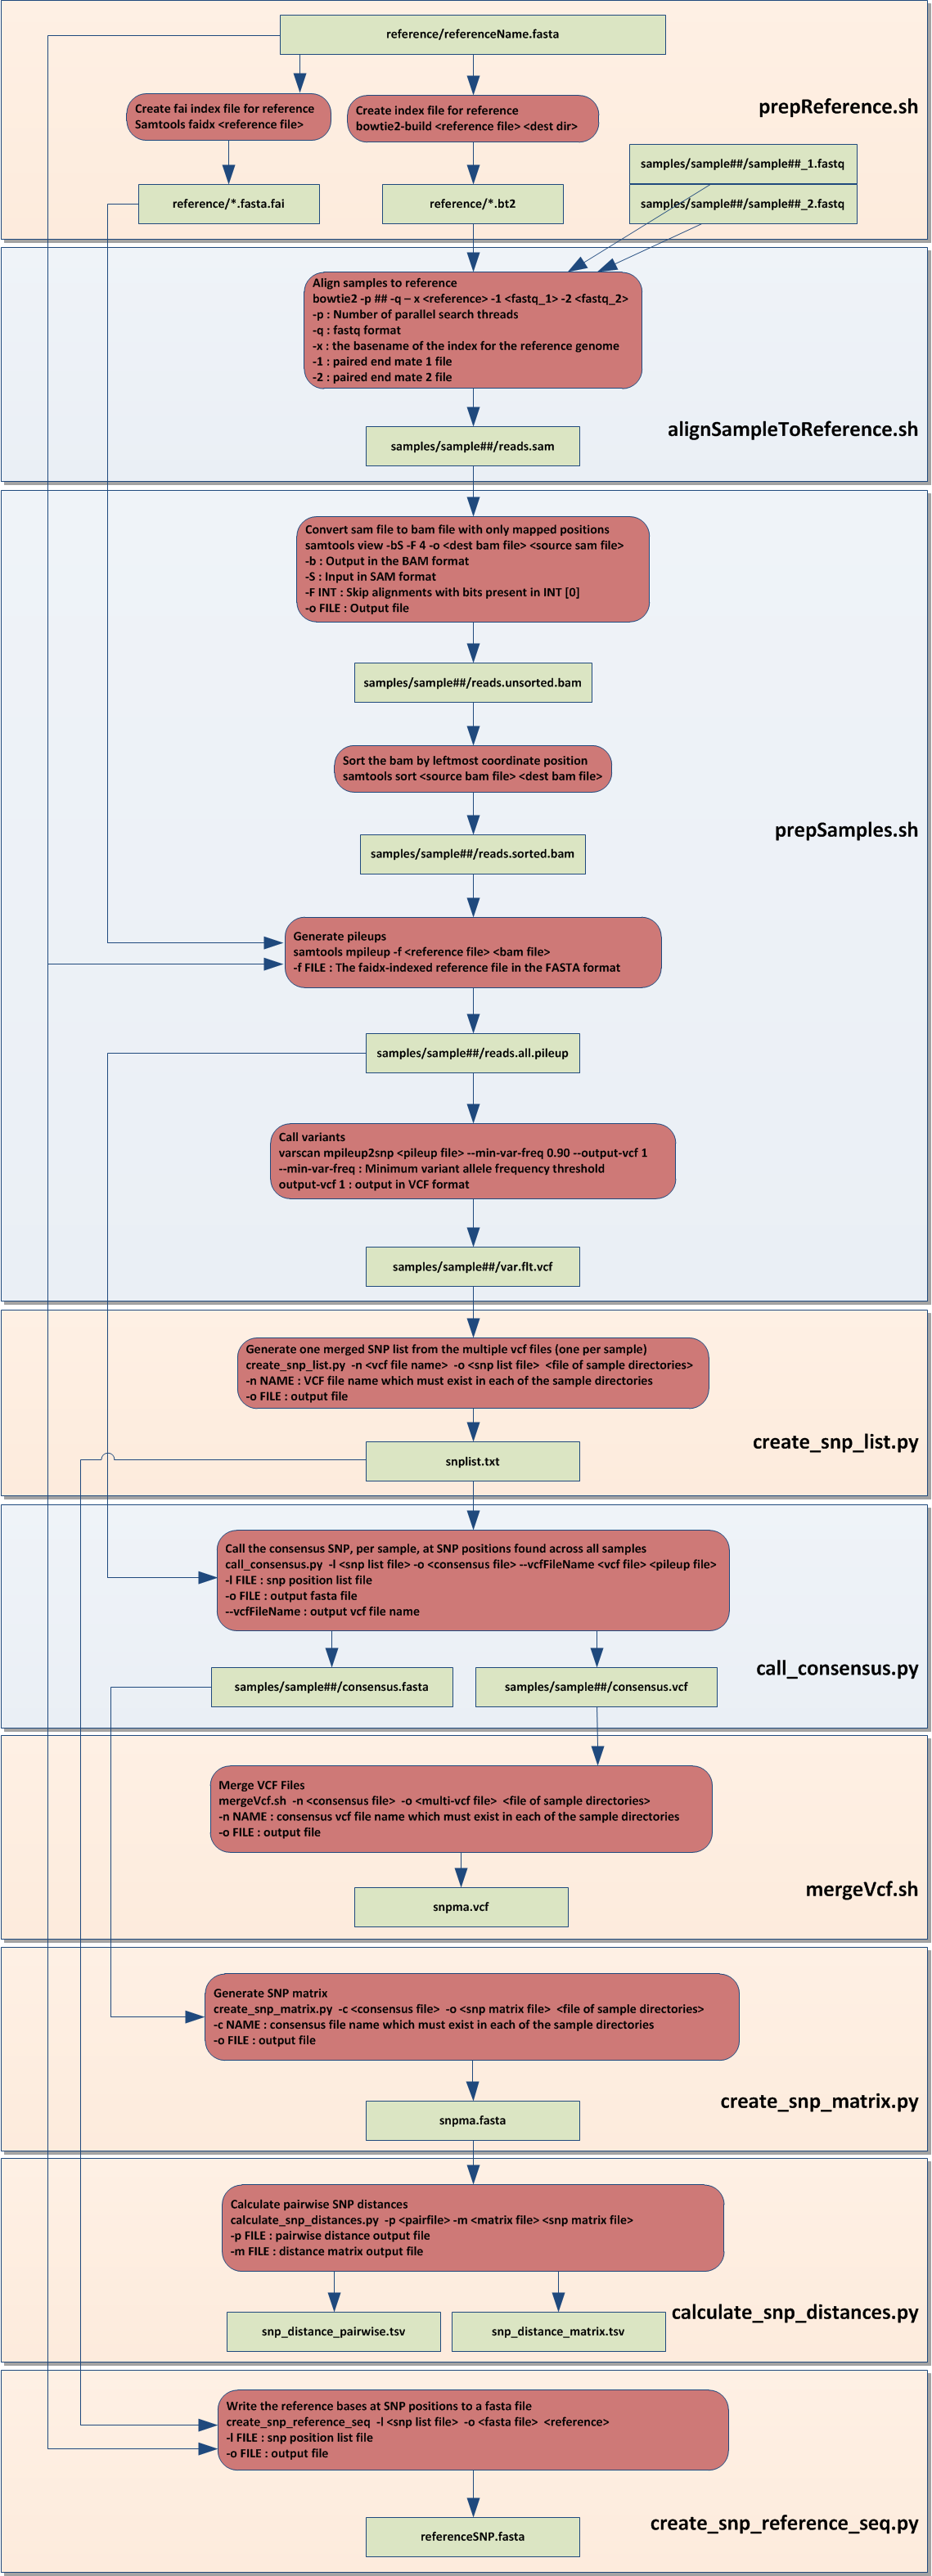 reference/referenceName.fasta
prepReference.sh
Create fai index file for reference
Samtools faidx <reference file>
Create index file for reference
bowtie2-build <reference file> <dest dir>
samples/sample##/sample##_1.fastq
samples/sample##/sample##_2.fastq
reference/*.fasta.fai
reference/*.bt2
Align samples to reference
bowtie2 -p ## -q – x <reference> -1 <fastq_1> -2 <fastq_2>
-p : Number of parallel search threads
-q : fastq format
-x : the basename of the index for the reference genome
-1 : paired end mate 1 file
-2 : paired end mate 2 file
alignSampleToReference.sh
samples/sample##/reads.sam
Convert sam file to bam file with only mapped positions
samtools view -bS -F 4 -o <dest bam file> <source sam file>
-b : Output in the BAM format
-S : Input in SAM format
-F INT : Skip alignments with bits present in INT [0]
-o FILE : Output file
samples/sample##/reads.unsorted.bam
Sort the bam by leftmost coordinate position
samtools sort <source bam file> <dest bam file>
prepSamples.sh
samples/sample##/reads.sorted.bam
Generate pileups
samtools mpileup -f <reference file> <bam file>
-f FILE : The faidx-indexed reference file in the FASTA format
samples/sample##/reads.all.pileup
Call variants
varscan mpileup2snp <pileup file> --min-var-freq 0.90 --output-vcf 1
--min-var-freq : Minimum variant allele frequency threshold
output-vcf 1 : output in VCF format
samples/sample##/var.flt.vcf
Generate one merged SNP list from the multiple vcf files (one per sample)
create_snp_list.py -n <vcf file name> -o <snp list file> <file of sample directories>
-n NAME : VCF file name which must exist in each of the sample directories
-o FILE : output file
create_snp_list.py
snplist.txt
Call the consensus SNP, per sample, at SNP positions found across all samples
call_consensus.py -l <snp list file> -o <consensus file> --vcfFileName <vcf file> <pileup file>
-l FILE : snp position list file
-o FILE : output fasta file
--vcfFileName : output vcf file name
call_consensus.py
samples/sample##/consensus.fasta
samples/sample##/consensus.vcf
Merge VCF Files
mergeVcf.sh -n <consensus file> -o <multi-vcf file> <file of sample directories>
-n NAME : consensus vcf file name which must exist in each of the sample directories
-o FILE : output file
mergeVcf.sh
snpma.vcf
Generate SNP matrix
create_snp_matrix.py -c <consensus file> -o <snp matrix file> <file of sample directories>
-c NAME : consensus file name which must exist in each of the sample directories
-o FILE : output file
create_snp_matrix.py
snpma.fasta
Calculate pairwise SNP distances
calculate_snp_distances.py -p <pairfile> -m <matrix file> <snp matrix file>
-p FILE : pairwise distance output file
-m FILE : distance matrix output file
calculate_snp_distances.py
snp_distance_pairwise.tsv
snp_distance_matrix.tsv
Write the reference bases at SNP positions to a fasta file
create_snp_reference_seq -l <snp list file> -o <fasta file> <reference>
-l FILE : snp position list file
-o FILE : output file
create_snp_reference_seq.py
referenceSNP.fasta